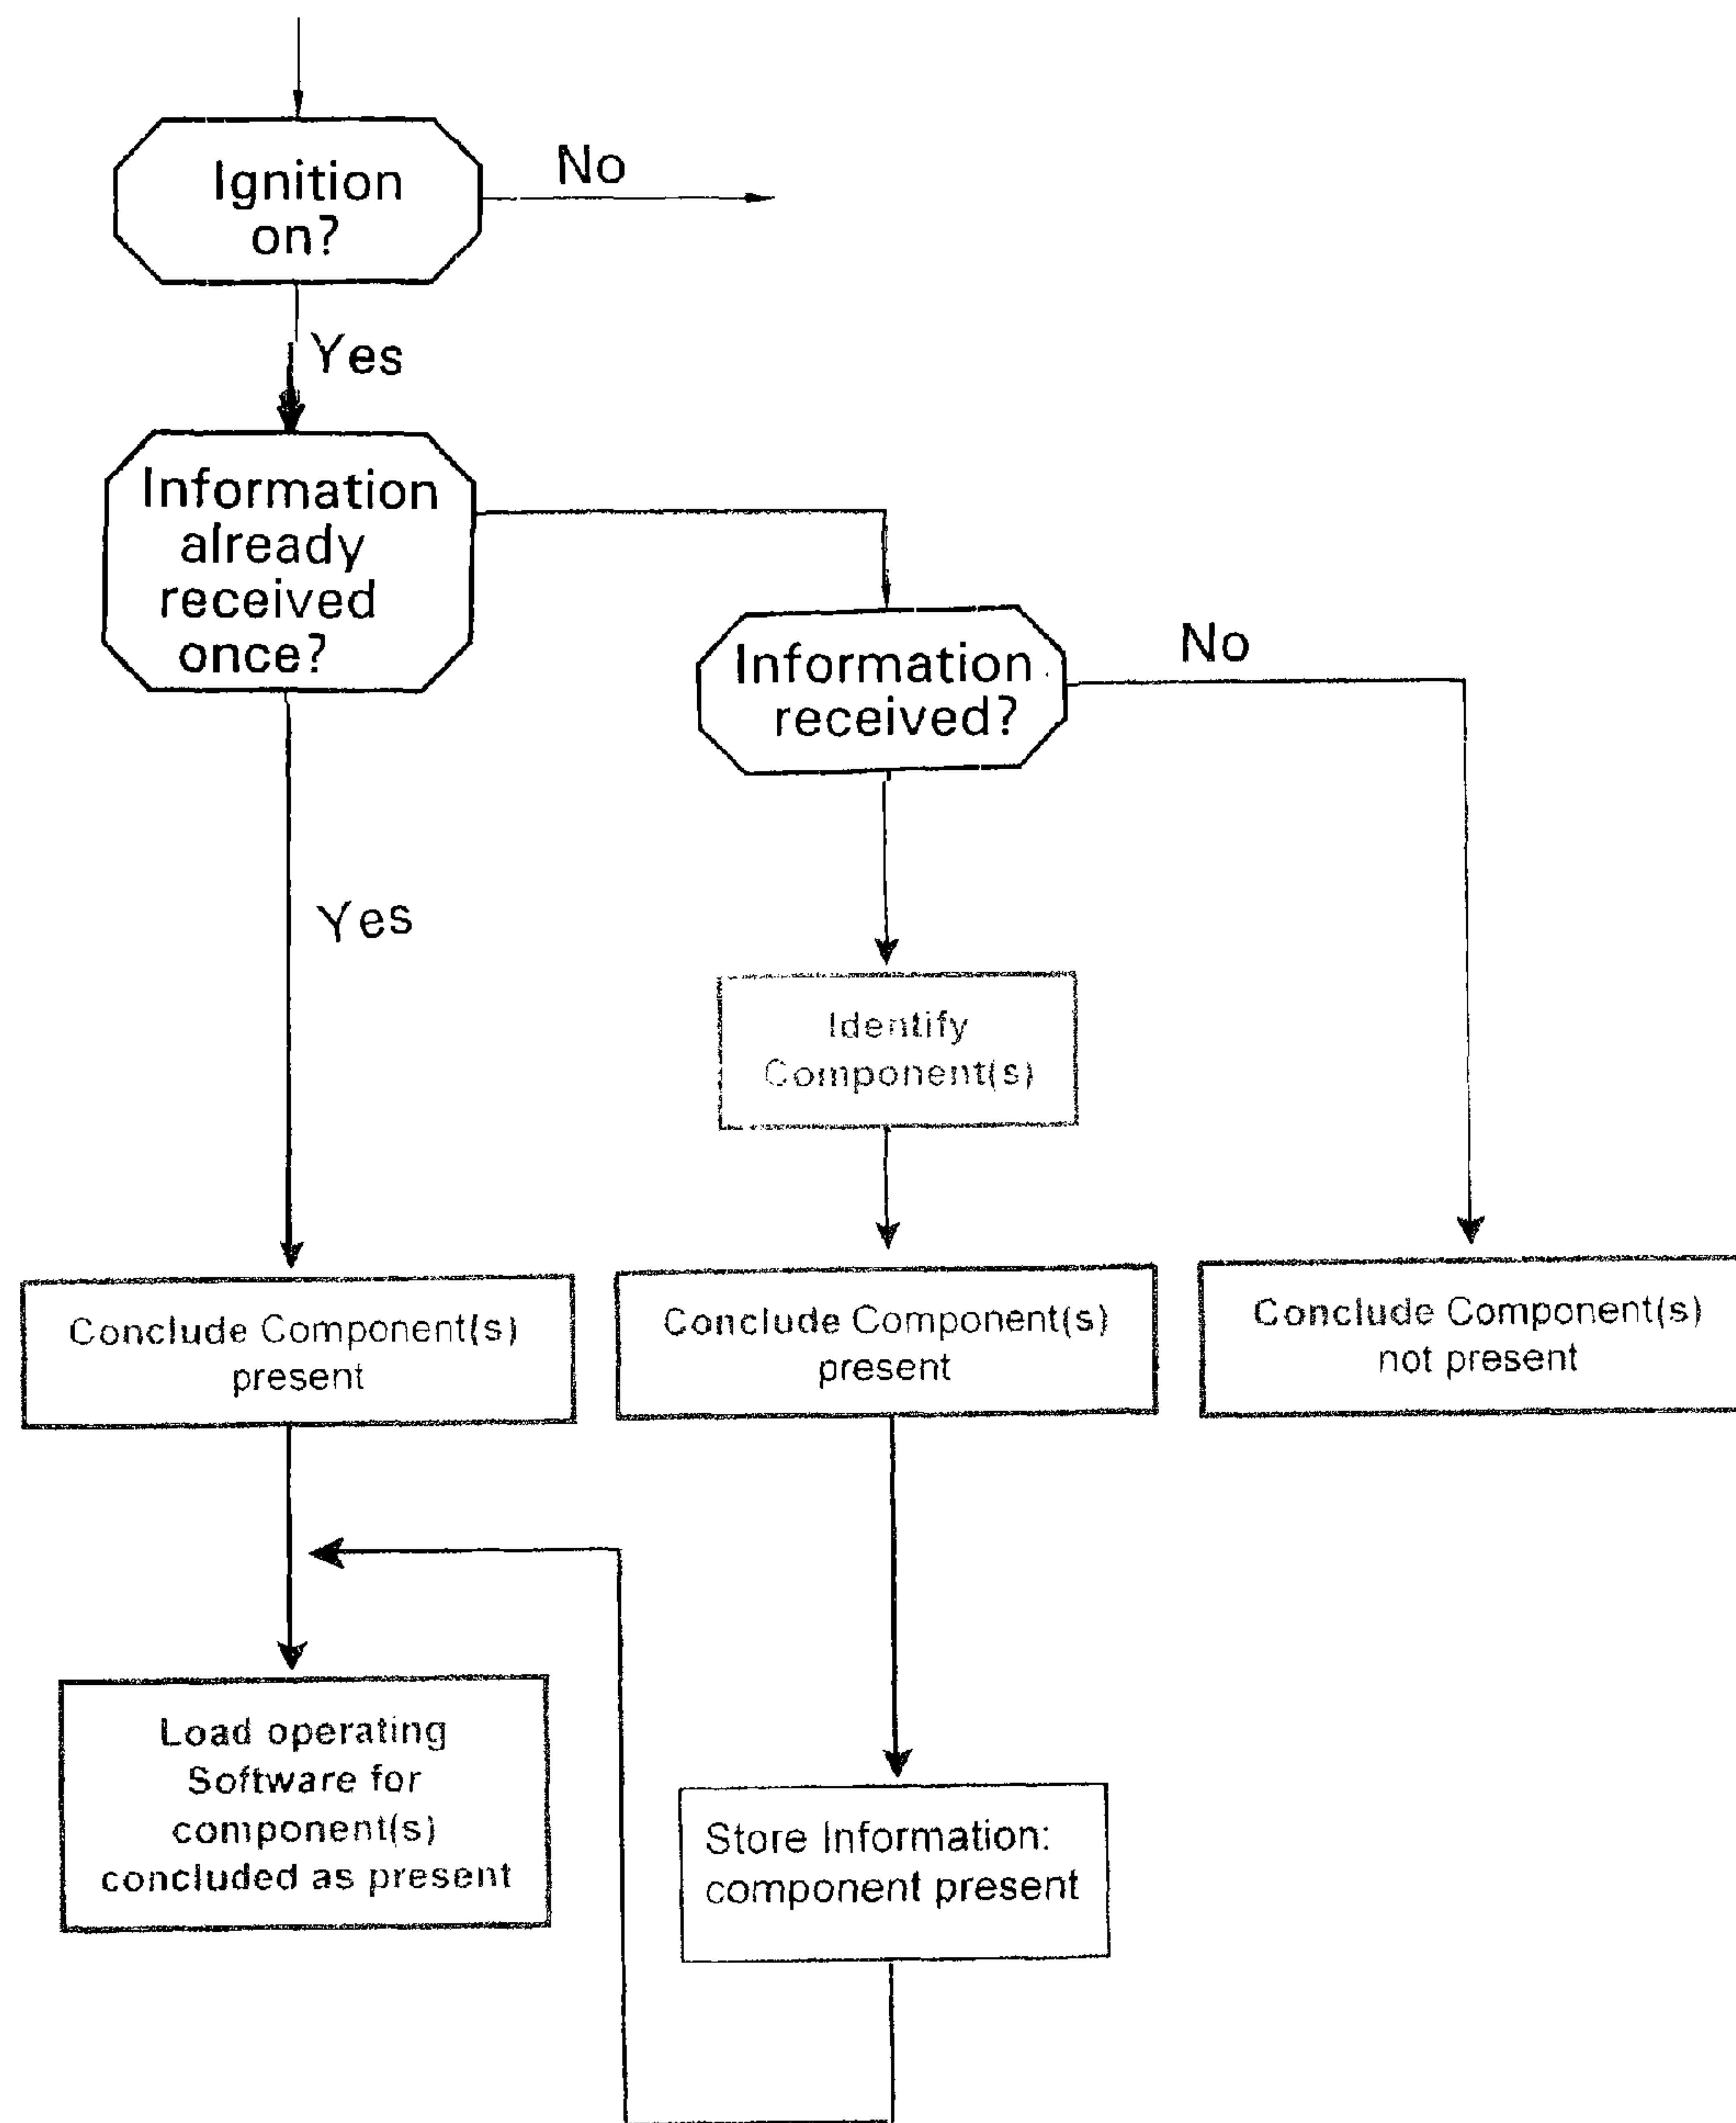 Ignition
on?
No
Yes
Information
already
received
once?
Information
received?
No
Yes
Identify
Component(s)
Conclude Component(s)
present
Conclude Component(s)
present
Conclude Component(s)
not present
Load operating
Software for
component(s)
concluded as present
Store Information:
component present